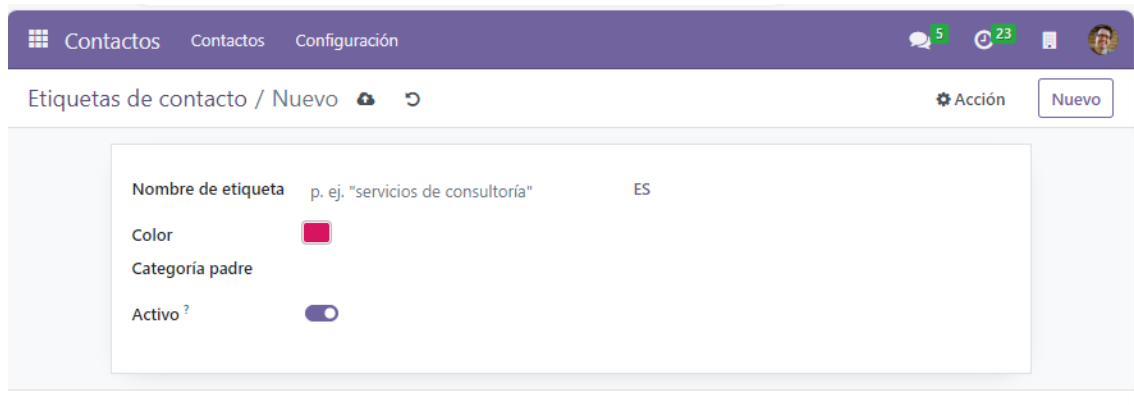 Contactos Contactos Configuración 5 23
Etiquetas de contacto / Nuevo Acción Nuevo
Nombre de etiqueta p. ej. "servicios de consultoría" ES
Color
Categoría padre
Activo ?